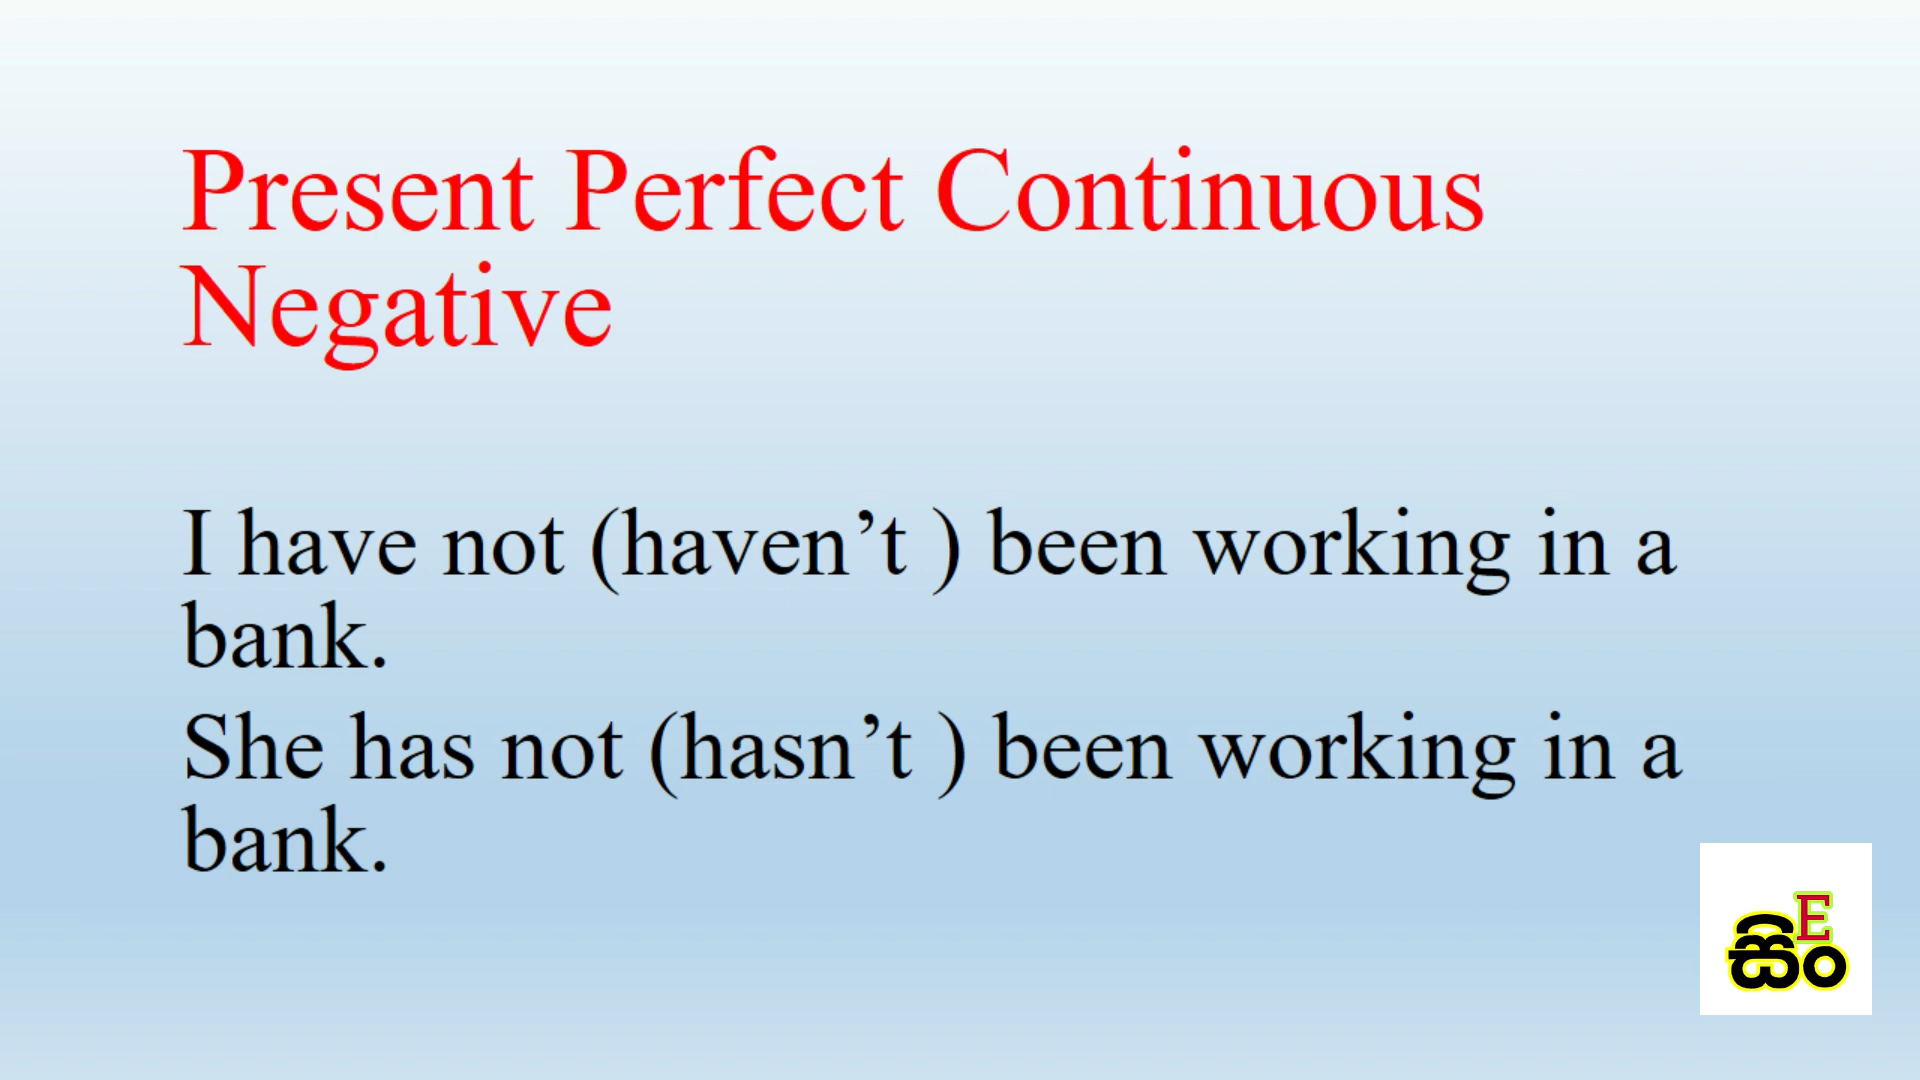 Present Perfect Continuous
Negative
I have not (haven’t ) been working in a
bank.
She has not (hasn’t ) been working in a
bank.
E
සිං